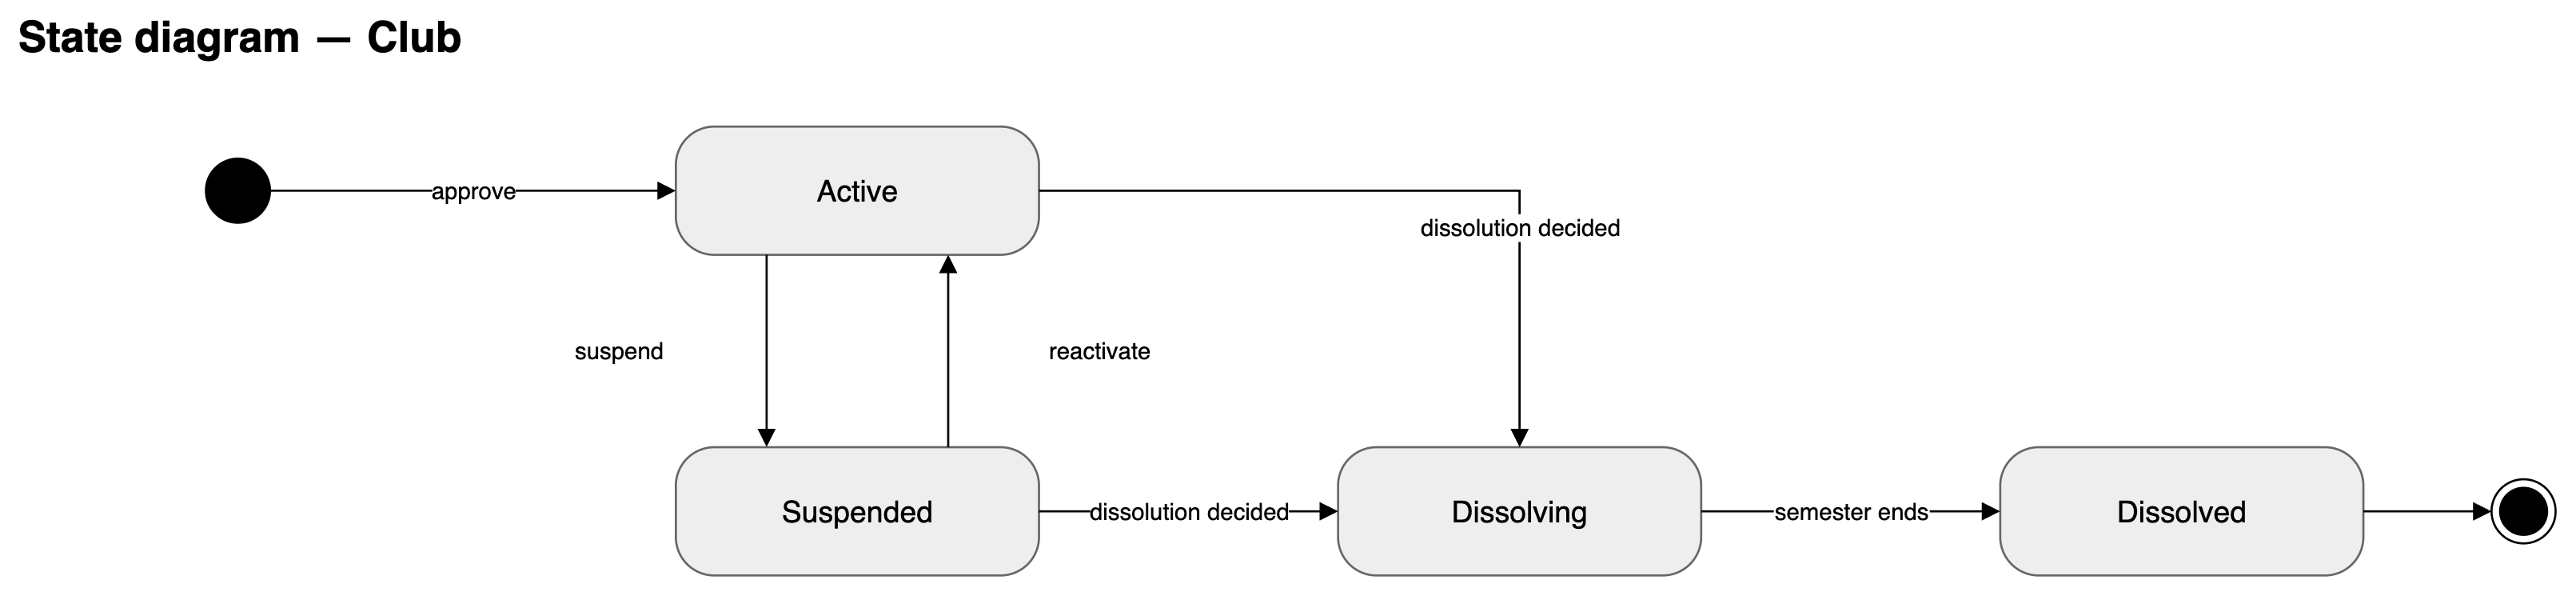 State diagram — Club
approve
Active
dissolution decided
suspend
reactivate
Suspended
dissolution decided
Dissolving
semester ends
Dissolved